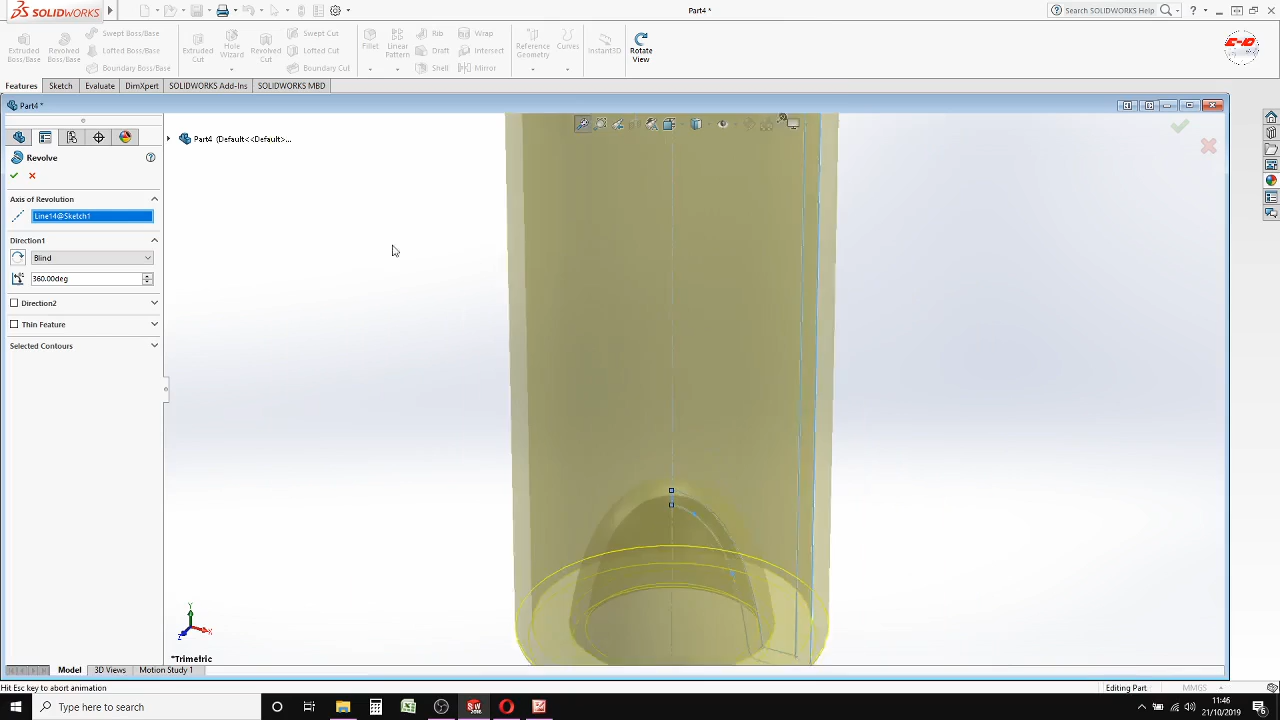 SOLIDWORKS
Part4 *
Search SOLIDWORKS Help
Extruded Boss/Base
Revolved Boss/Base
Swept Boss/Base
Lofted Boss/Base
Boundary Boss/Base
Extruded Cut
Hole Wizard
Revolved Cut
Swept Cut
Lofted Cut
Boundary Cut
Fillet
Linear Pattern
Rib
Draft
Shell
Wrap
Intersect
Mirror
Reference Geometry
Curves
Instant3D
Rotate View
Features
Sketch
Evaluate
DimXpert
SOLIDWORKS Add-Ins
SOLIDWORKS MBD
Part4 *
Part4 (Default<<Default>...
Revolve
Axis of Revolution
Line14@Sketch1
Direction1
Blind
360.00deg
Direction2
Thin Feature
Selected Contours
Y
X
Z
*Trimetric
Model
3D Views
Motion Study 1
Hit Esc key to abort animation
Editing Part
MMGS
Type here to search
11:46
21/10/2019